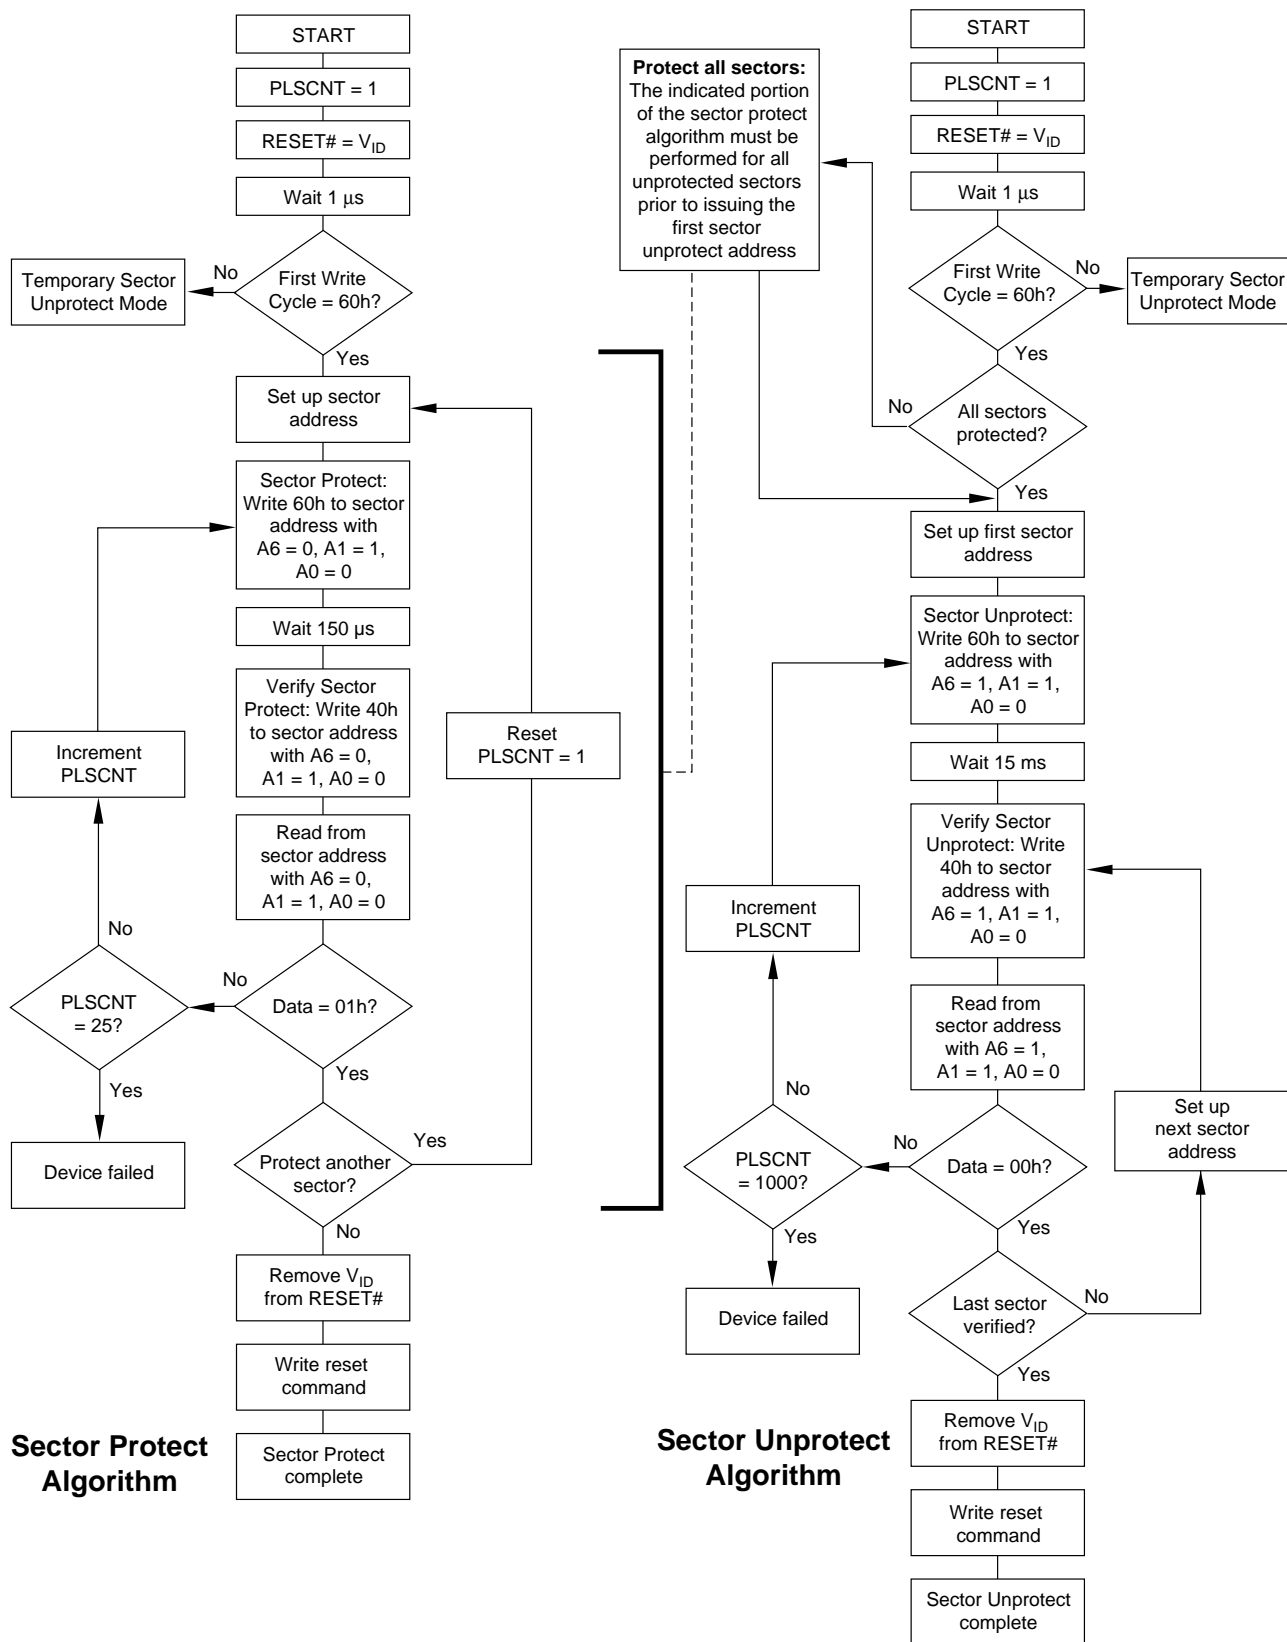 START
PLSCNT = 1
RESET# = VID
Wait 1 μs
First Write
Cycle = 60h?
No
Temporary Sector
Unprotect Mode
Yes
Set up sector
address
Sector Protect:
Write 60h to sector
address with
A6 = 0, A1 = 1,
A0 = 0
Wait 150 µs
Verify Sector
Protect: Write 40h
to sector address
with A6 = 0,
A1 = 1, A0 = 0
Increment
PLSCNT
Reset
PLSCNT = 1
Read from
sector address
with A6 = 0,
A1 = 1, A0 = 0
No
PLSCNT
= 25?
No
Data = 01h?
Yes
Yes
Device failed
Protect another
sector?
Yes
No
Remove VID
from RESET#
Write reset
command
Sector Protect
complete
Sector Protect
Algorithm
Protect all sectors:
The indicated portion
of the sector protect
algorithm must be
performed for all
unprotected sectors
prior to issuing the
first sector
unprotect address
START
PLSCNT = 1
RESET# = VID
Wait 1 μs
First Write
Cycle = 60h?
No
Temporary Sector
Unprotect Mode
Yes
No
All sectors
protected?
Yes
Set up first sector
address
Sector Unprotect:
Write 60h to sector
address with
A6 = 1, A1 = 1,
A0 = 0
Wait 15 ms
Verify Sector
Unprotect: Write
40h to sector
address with
A6 = 1, A1 = 1,
A0 = 0
Increment
PLSCNT
Read from
sector address
with A6 = 1,
A1 = 1, A0 = 0
No
PLSCNT
= 1000?
No
Data = 00h?
Set up
next sector
address
Yes
Yes
Device failed
Last sector
verified?
No
Yes
Remove VID
from RESET#
Write reset
command
Sector Unprotect
complete
Sector Unprotect
Algorithm